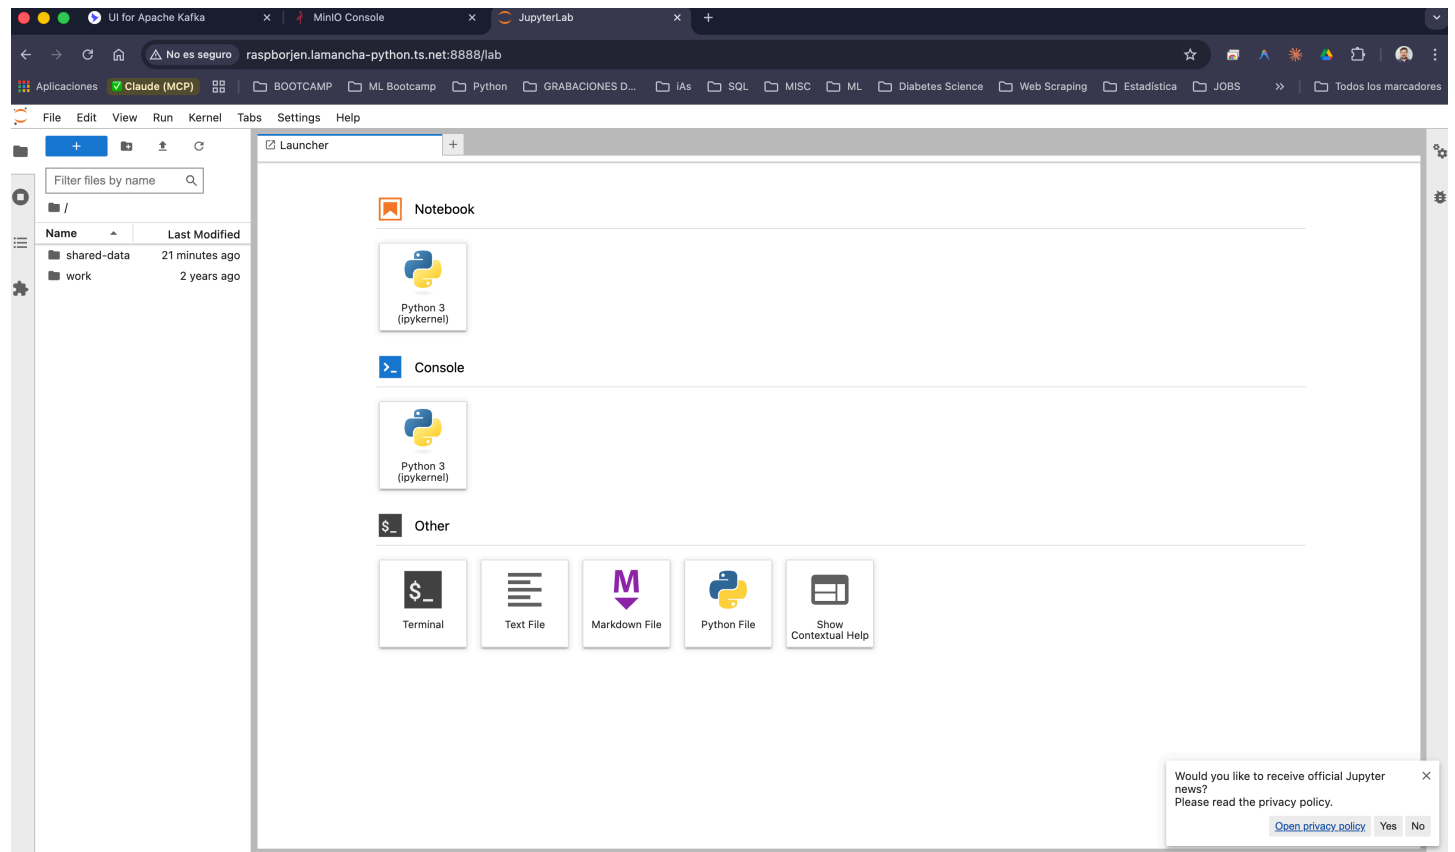 UI for Apache Kafka
MinIO Console
JupyterLab
No es seguro
raspborjen.lamancha-python.ts.net:8888/lab
Aplicaciones
Claude (MCP)
BOOTCAMP
ML Bootcamp
Python
GRABACIONES D...
iAs
SQL
MISC
ML
Diabetes Science
Web Scraping
Estadística
JOBS
Todos los marcadores
File Edit View Run Kernel Tabs Settings Help
Launcher
Filter files by name
/
Name Last Modified
shared-data 21 minutes ago
work 2 years ago
Notebook
Python 3
(ipykernel)
Console
Python 3
(ipykernel)
$_ Other
$_
Terminal
Text File
M
Markdown File
Python File
Show
Contextual Help
Would you like to receive official Jupyter
news?
Please read the privacy policy.
Open privacy policy Yes No